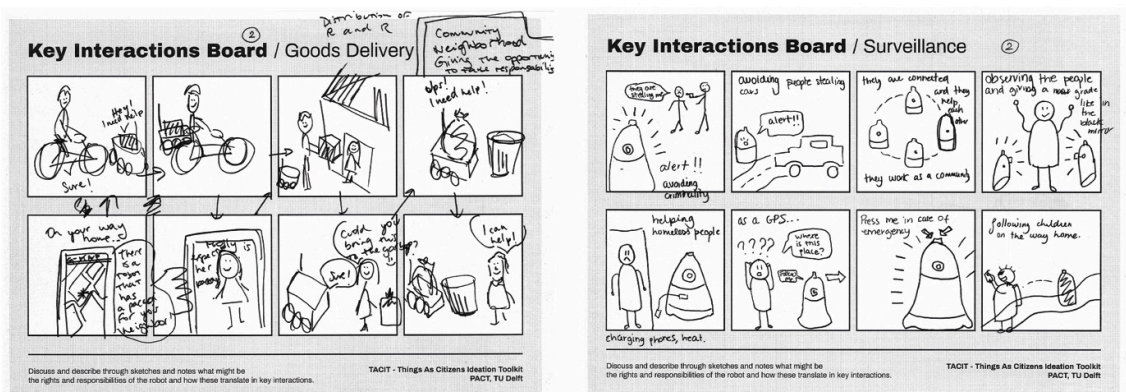 ②
Distribution of
R and R
Key Interactions Board / Goods Delivery
Community
Neighborhood
Giving the opportunity
to take responsibility
Hey!
I need help
Sure!
Ups!
I need help!
On your way
home...
There
is a
robot
that
has
a
for your
neighbor!
is
her
Sure!
Could you
bring this
to the garbage?
I can
help!
Discuss and describe through sketches and notes what might be
the rights and responsibilities of the robot and how these translate in key interactions.
TACIT - Things As Citizens Ideation Toolkit
PACT, TU Delft
Key Interactions Board / Surveillance
②
they are
stealing me
alert!!
avoiding
criminality
avoiding people stealing
cars
alert!!
they are connected
and they
help
each
other
they work as a community
observing the people
and giving a grade
like in
the
black
mirror
helping
homeless people
charging phones, heat.
as a GPS...
????
where
is this
place?
Press me in case of
emergency
following children
on the way home.
Discuss and describe through sketches and notes what might be
the rights and responsibilities of the robot and how these translate in key interactions.
TACIT - Things As Citizens Ideation Toolkit
PACT, TU Delft